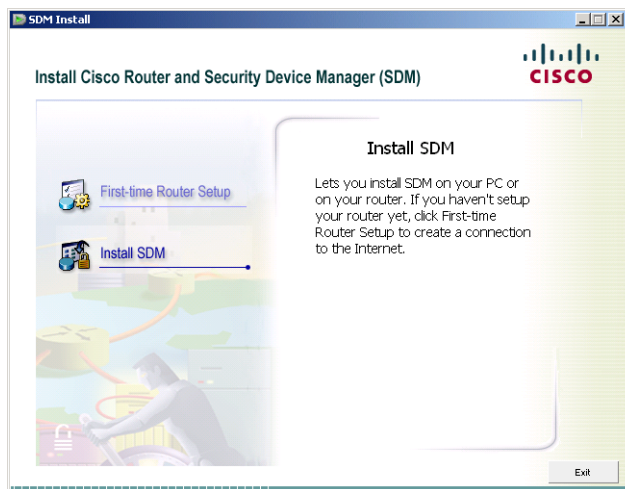 SDM Install
Install Cisco Router and Security Device Manager (SDM)
CISCO
First-time Router Setup
Install SDM
Install SDM
Lets you install SDM on your PC or
on your router. If you haven't setup
your router yet, click First-time
Router Setup to create a connection
to the Internet.
Exit